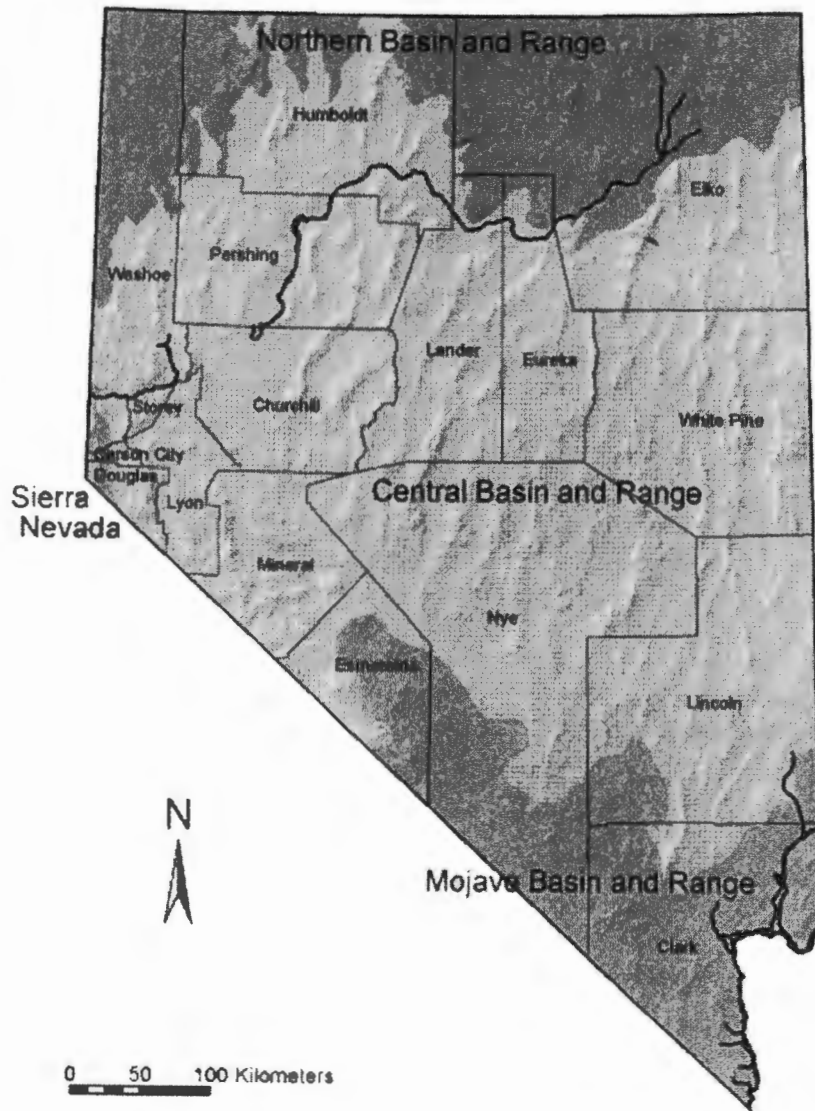 Northern Basin and Range
Humboldt
Elko
Pershing
Washoe
Lander
Eureka
Storey
Churchill
White Pine
Carson City
Douglas
Sierra
Nevada
Lyon
Central Basin and Range
Mineral
Nye
Esmeralda
Lincoln
N
Mojave Basin and Range
Clark
0 50 100 Kilometers